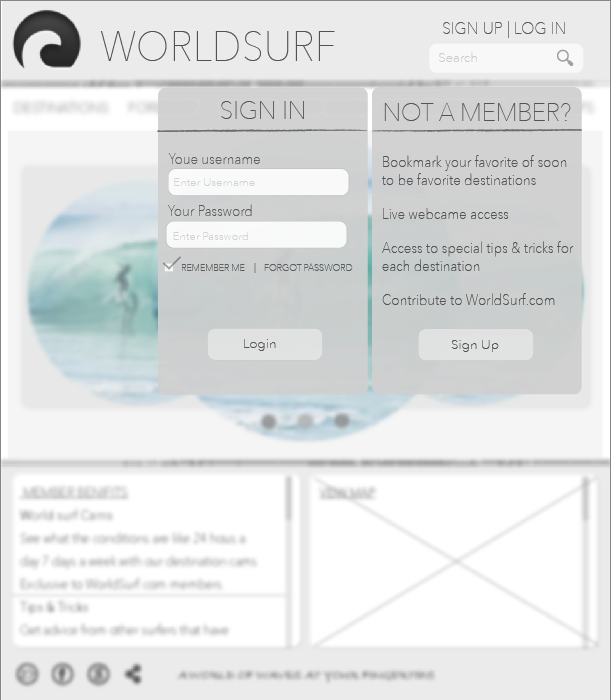 WORLDSURF
SIGN UP | LOG IN
Search
DESTINATIONS
SIGN IN
Youe username
Enter Username
Your Password
Enter Password
REMEMBER ME | FORGOT PASSWORD
Login
NOT A MEMBER?
Bookmark your favorite of soon
to be favorite destinations
Live webcame access
Access to special tips & tricks for
each destination
Contribute to WorldSurf.com
Sign Up
MEMBER BENIFITS
World surf Cams
See what the conditions are like 24 hous a
day 7 days a week with our destination cams
Exclusive to WorldSurf.com members.
Tips & Tricks
Get advice from other surfers that have
VIEW MAP
A WORLD OF WAVES AT YOUR FINGERTIPS